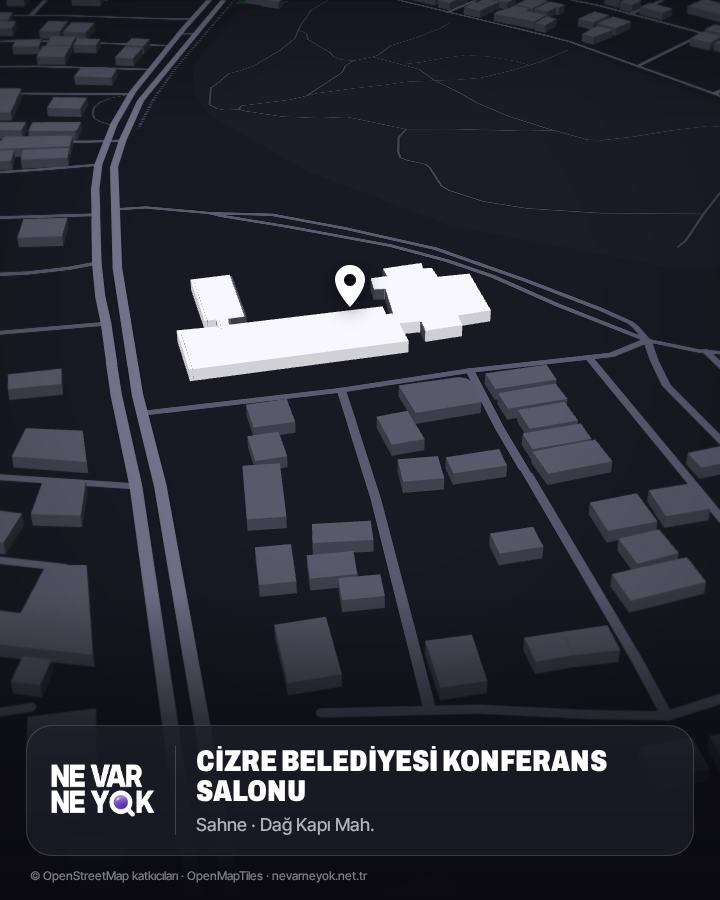 NE VAR
NE YOK
CİZRE BELEDİYESİ KONFERANS
SALONU
Sahne · Dağ Kapı Mah.
© OpenStreetMap katkıcıları · OpenMapTiles · nevarneyok.net.tr